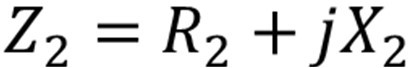 Z₂ = R₂ + jX₂